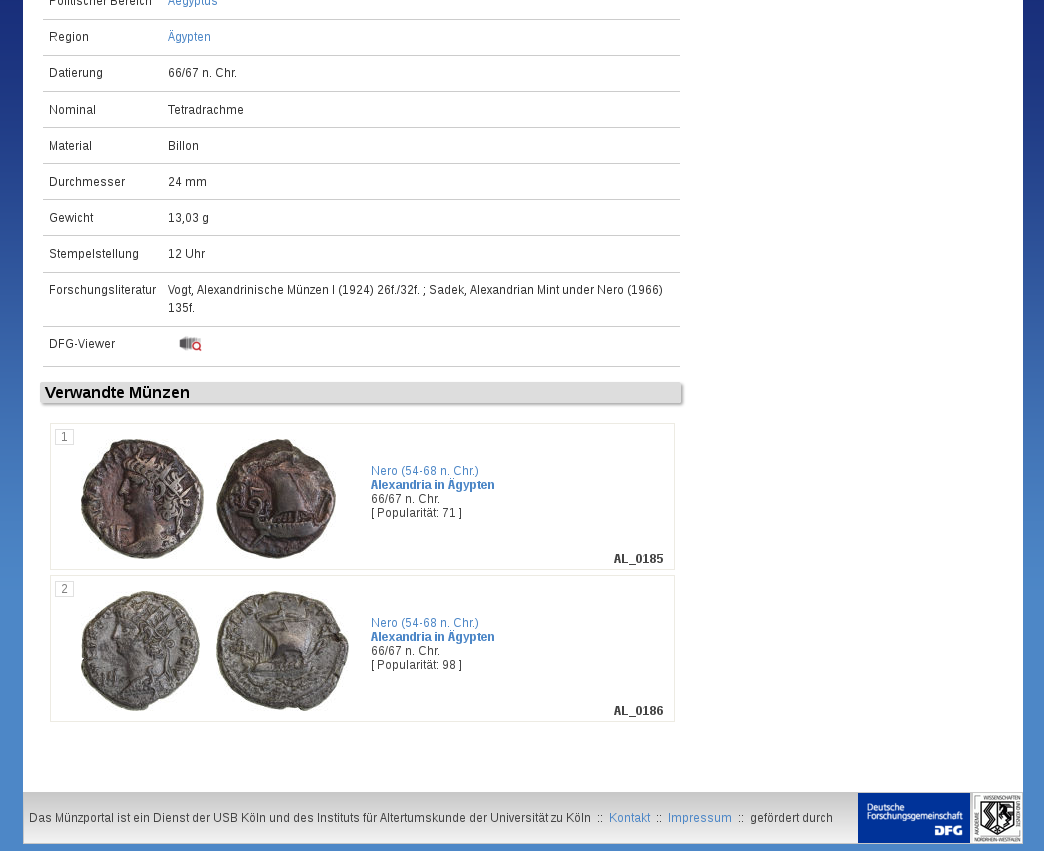 Politischer Bereich Aegyptus
Region Ägypten
Datierung 66/67 n. Chr.
Nominal Tetradrachme
Material Billon
Durchmesser 24 mm
Gewicht 13,03 g
Stempelstellung 12 Uhr
Forschungsliteratur Vogt, Alexandrinische Münzen I (1924) 26f./32f. ; Sadek, Alexandrian Mint under Nero (1966)
135f.
DFG-Viewer
Verwandte Münzen
1
Nero (54-68 n. Chr.)
Alexandria in Ägypten
66/67 n. Chr.
[ Popularität: 71 ]
AL_0185
2
Nero (54-68 n. Chr.)
Alexandria in Ägypten
66/67 n. Chr.
[ Popularität: 98 ]
AL_0186
Das Münzportal ist ein Dienst der USB Köln und des Instituts für Altertumskunde der Universität zu Köln :: Kontakt :: Impressum :: gefördert durch
Deutsche
Forschungsgemeinschaft
DFG
WISSENSCHAFTEN
UND KÜNSTE
NORDRHEIN-WESTFALEN
AKADEMIE